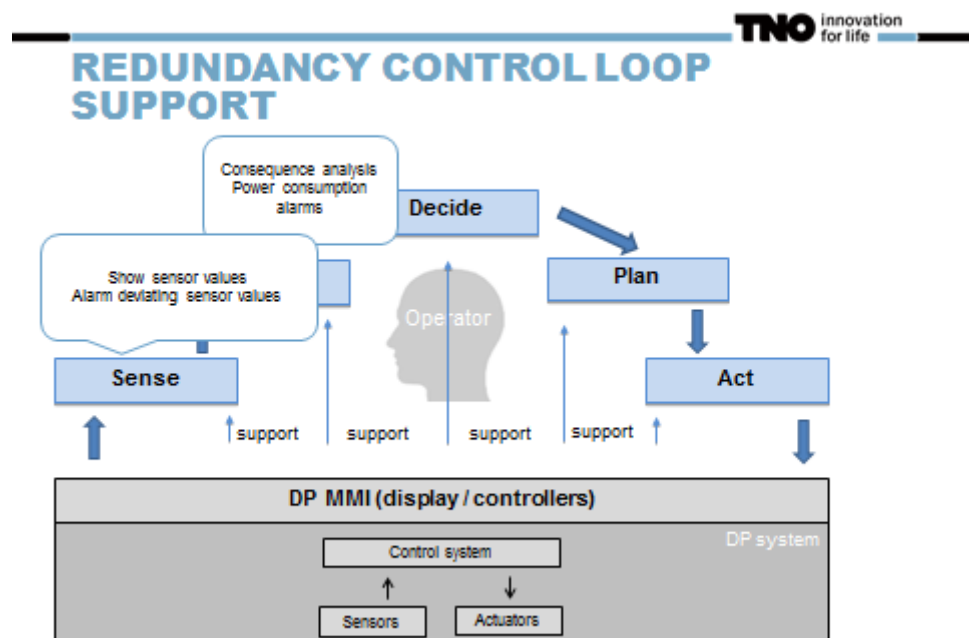 TNO innovation
for life
REDUNDANCY CONTROL LOOP
SUPPORT
Consequence analysis
Power consumption
alarms
Decide
Show sensor values
Alarm deviating sensor values
Plan
Operator
Sense
Act
support
support
support
support
DP MMI (display / controllers)
DP system
Control system
Sensors
Actuators